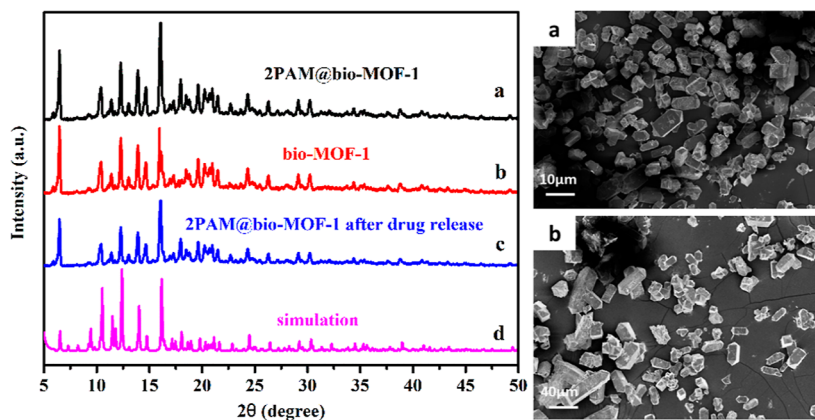 Intensity (a.u.)
2PAM@bio-MOF-1
a
bio-MOF-1
b
2PAM@bio-MOF-1 after drug release
c
simulation
d
5 10 15 20 25 30 35 40 45 50
2θ (degree)
a
10μm
b
40μm